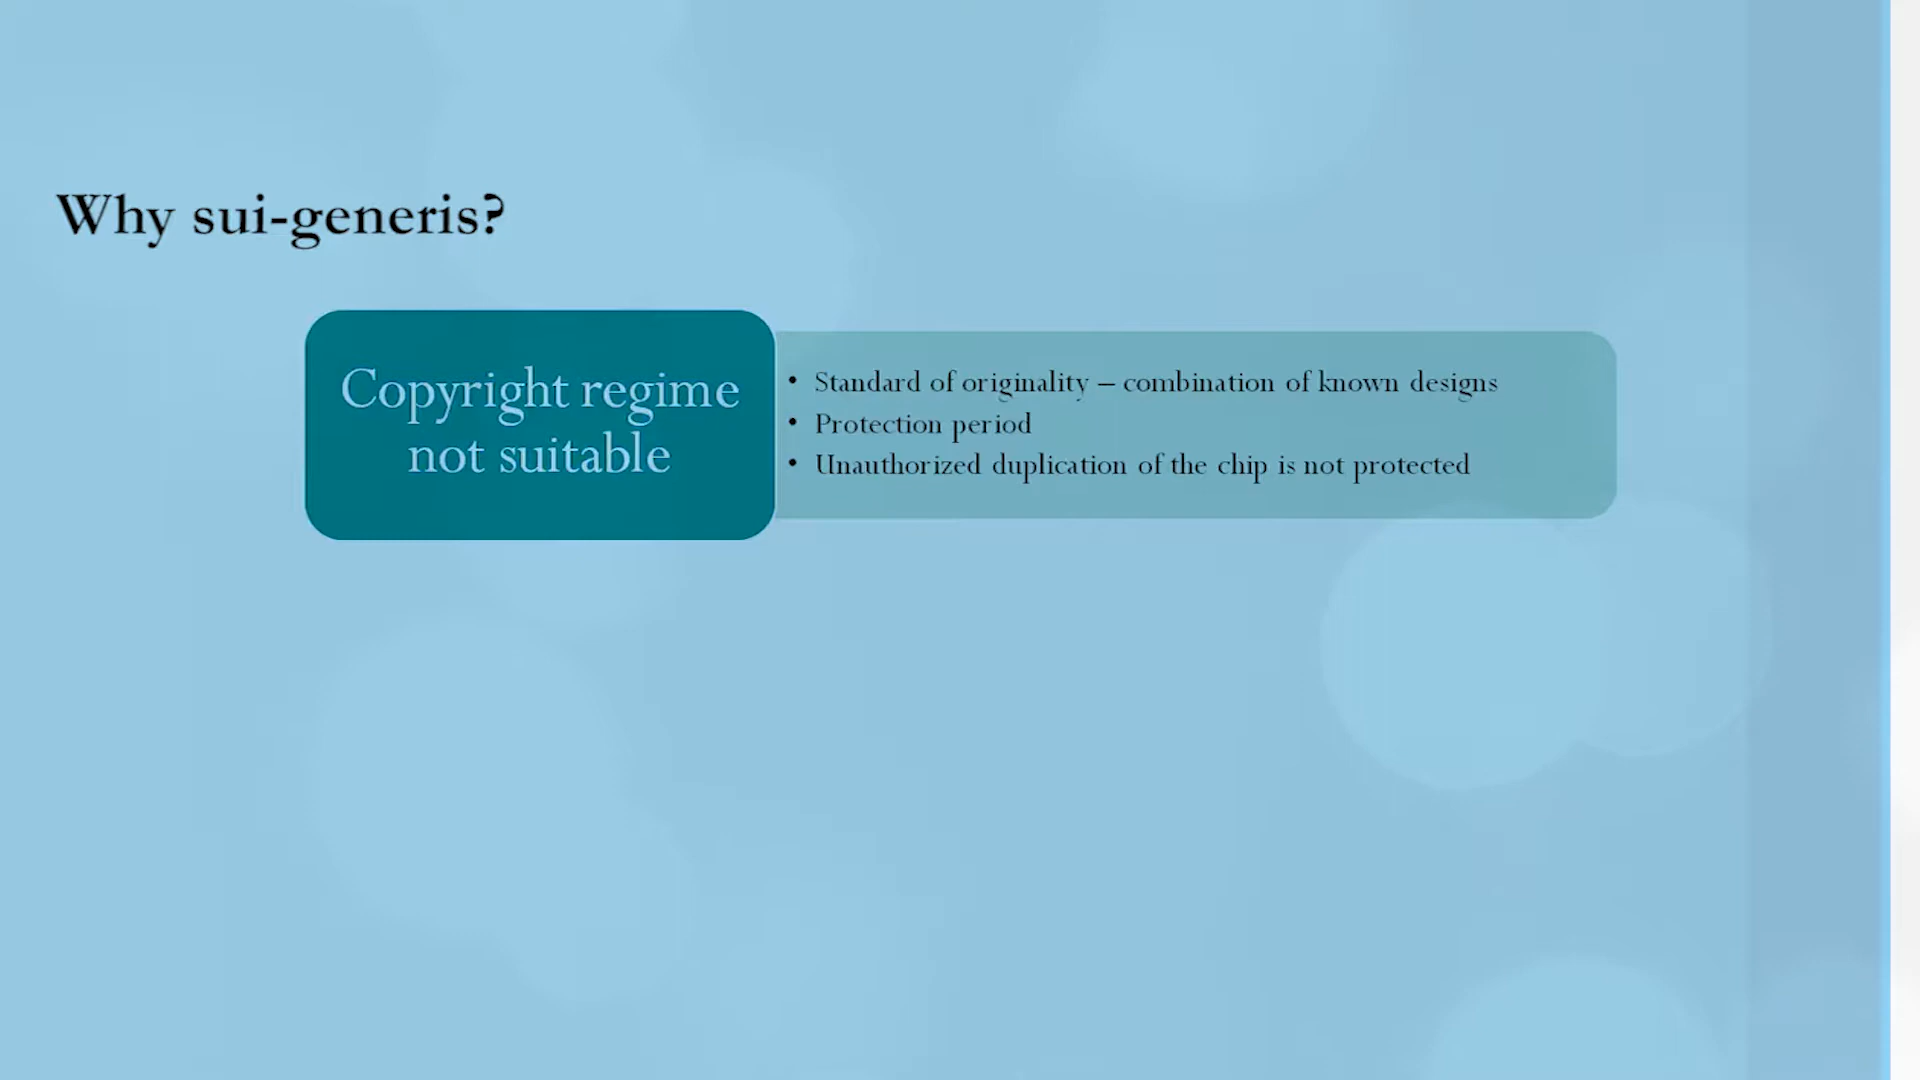 Why sui-generis?
Copyright regime
not suitable
• Standard of originality – combination of known designs
• Protection period
• Unauthorized duplication of the chip is not protected